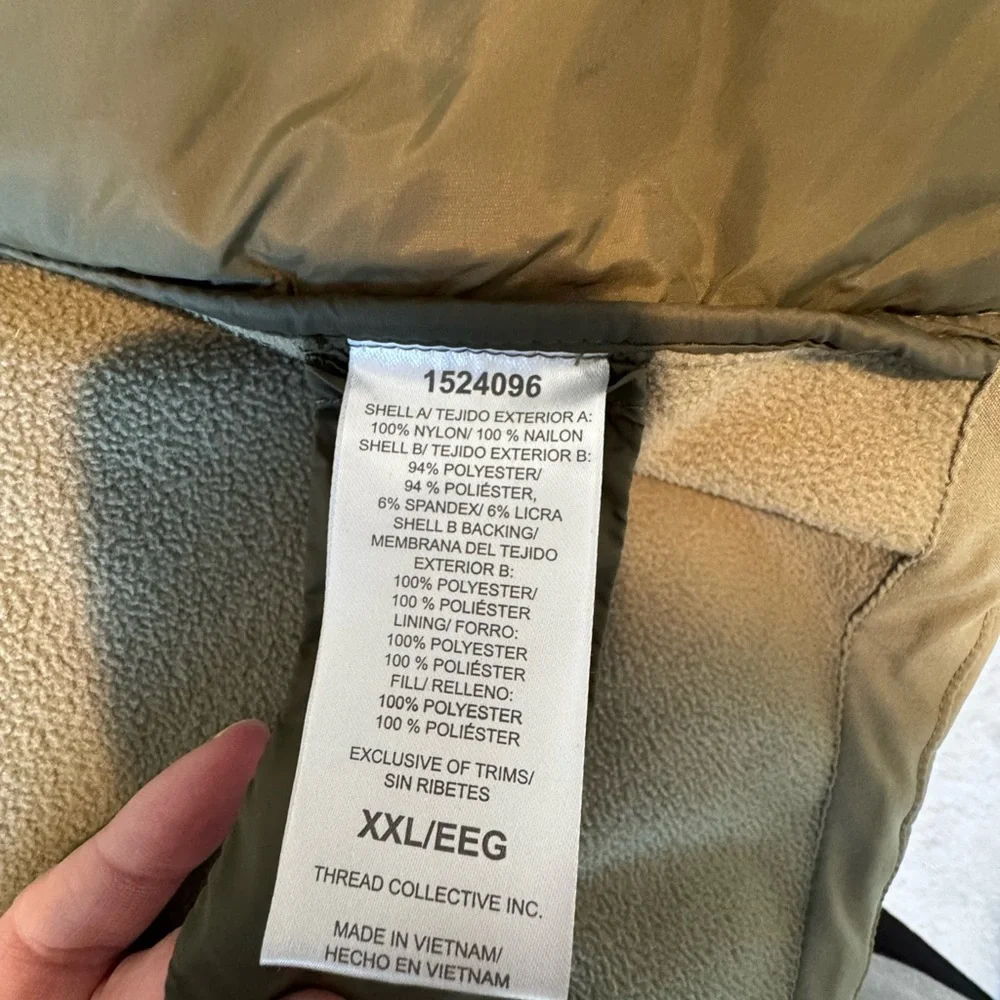 1524096
SHELL A/ TEJIDO EXTERIOR A:
100% NYLON/ 100 % NAILON
SHELL B/ TEJIDO EXTERIOR B:
94% POLYESTER/
94 % POLIÉSTER,
6% SPANDEX/ 6% LICRA
SHELL B BACKING/
MEMBRANA DEL TEJIDO
EXTERIOR B:
100% POLYESTER/
100 % POLIÉSTER
LINING/ FORRO:
100% POLYESTER
100 % POLIÉSTER
FILL/ RELLENO:
100% POLYESTER
100 % POLIÉSTER
EXCLUSIVE OF TRIMS/
SIN RIBETES
XXL/EEG
THREAD COLLECTIVE INC.
MADE IN VIETNAM/
HECHO EN VIETNAM